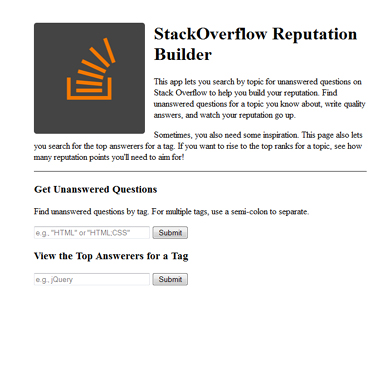 StackOverflow Reputation
Builder
This app lets you search by topic for unanswered questions on
Stack Overflow to help you build your reputation. Find
unanswered questions for a topic you know about, write quality
answers, and watch your reputation go up.
Sometimes, you also need some inspiration. This page also lets
you search for the top answerers for a tag. If you want to rise to the top ranks for a topic, see how
many reputation points you'll need to aim for!
Get Unanswered Questions
Find unanswered questions by tag. For multiple tags, use a semi-colon to separate.
e.g., "HTML" or "HTML;CSS" Submit
View the Top Answerers for a Tag
e.g., jQuery Submit